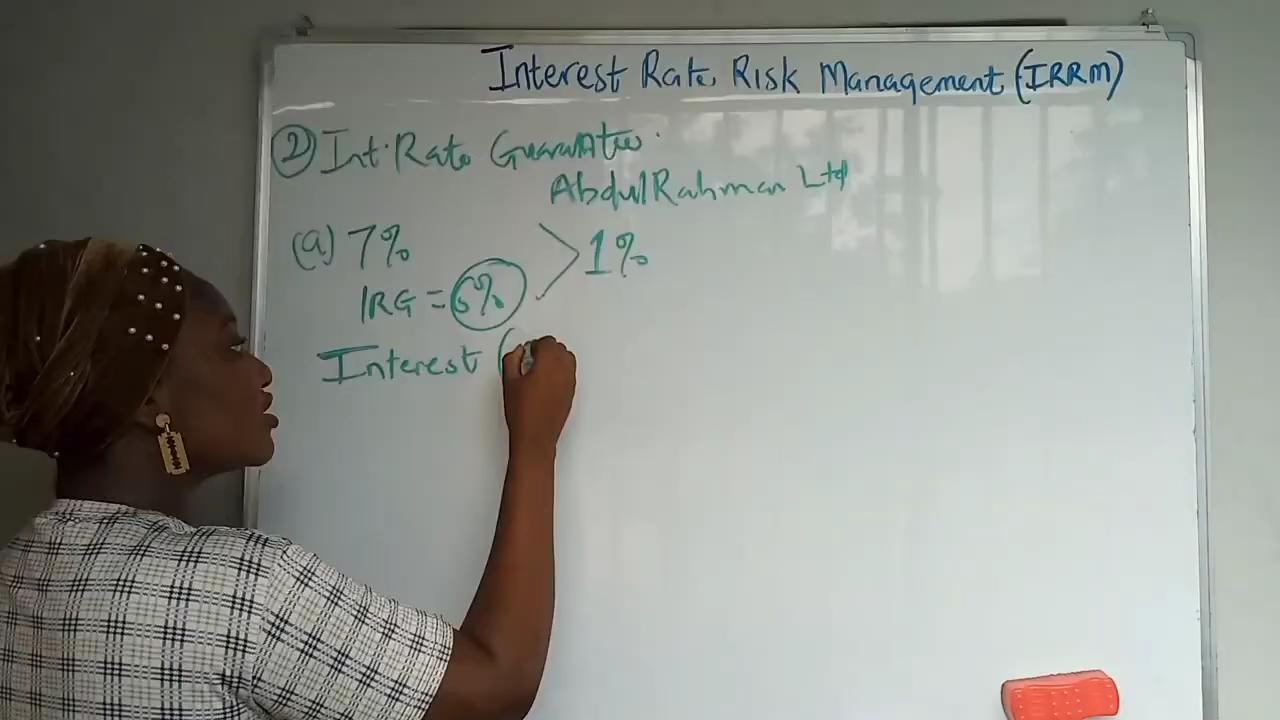 Interest Rate Risk Management (IRRM)
② Int. Rate Guarantee.
AbdulRahman Ltd
(a) 7%
1%
IRG = 6%
Interest (